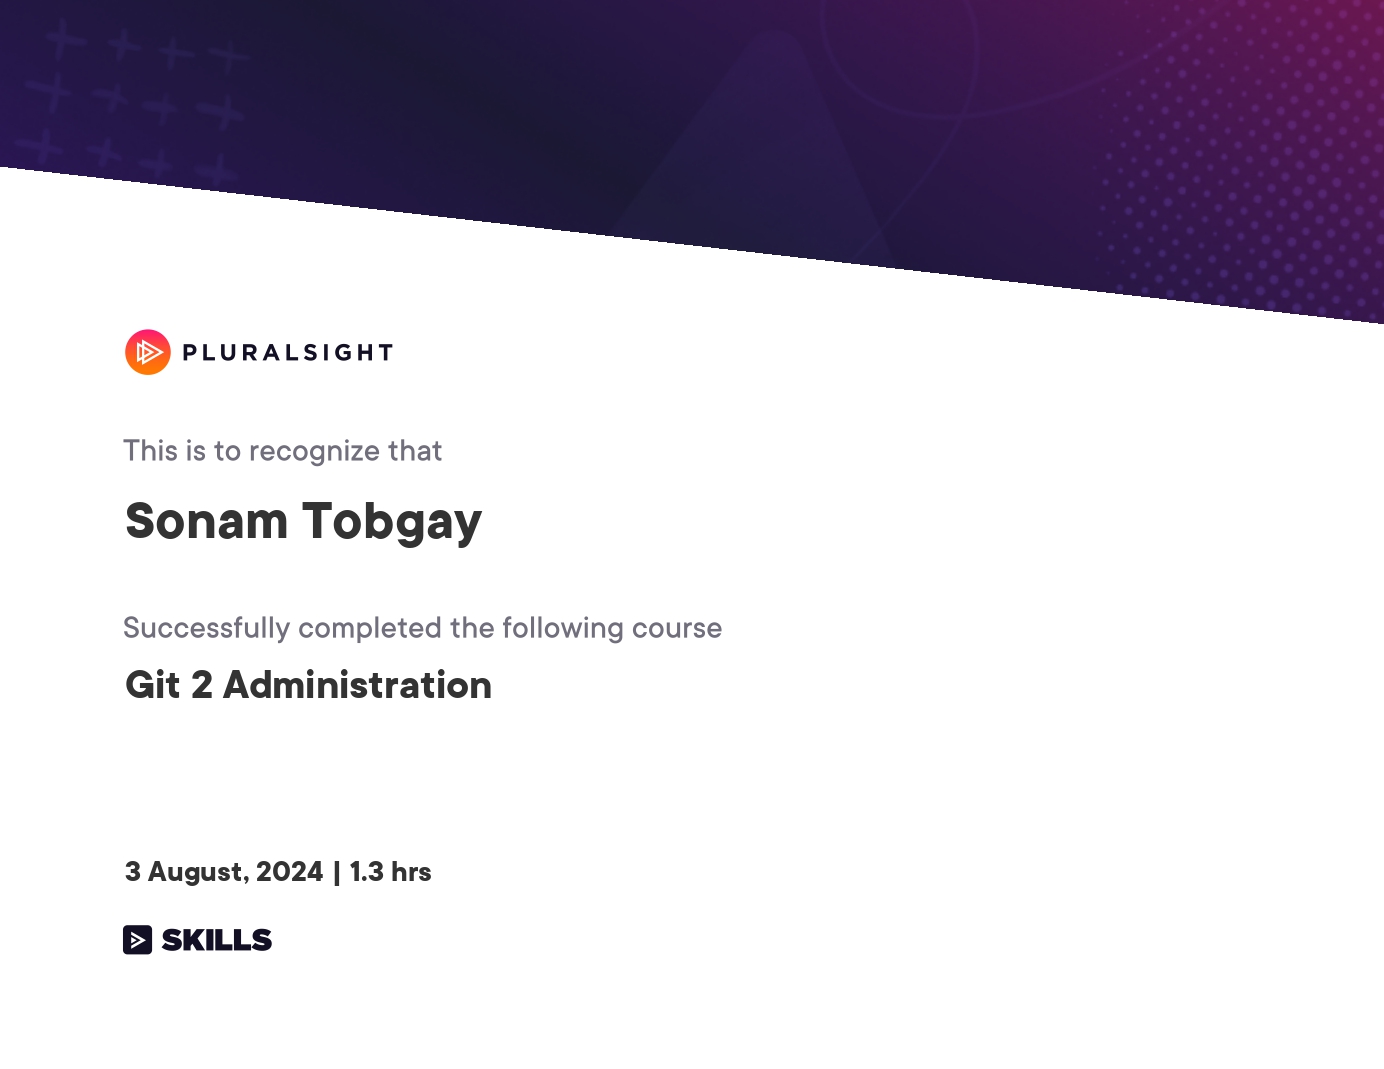 PLURALSIGHT
This is to recognize that
Sonam Tobgay
Successfully completed the following course
Git 2 Administration
3 August, 2024 | 1.3 hrs
SKILLS